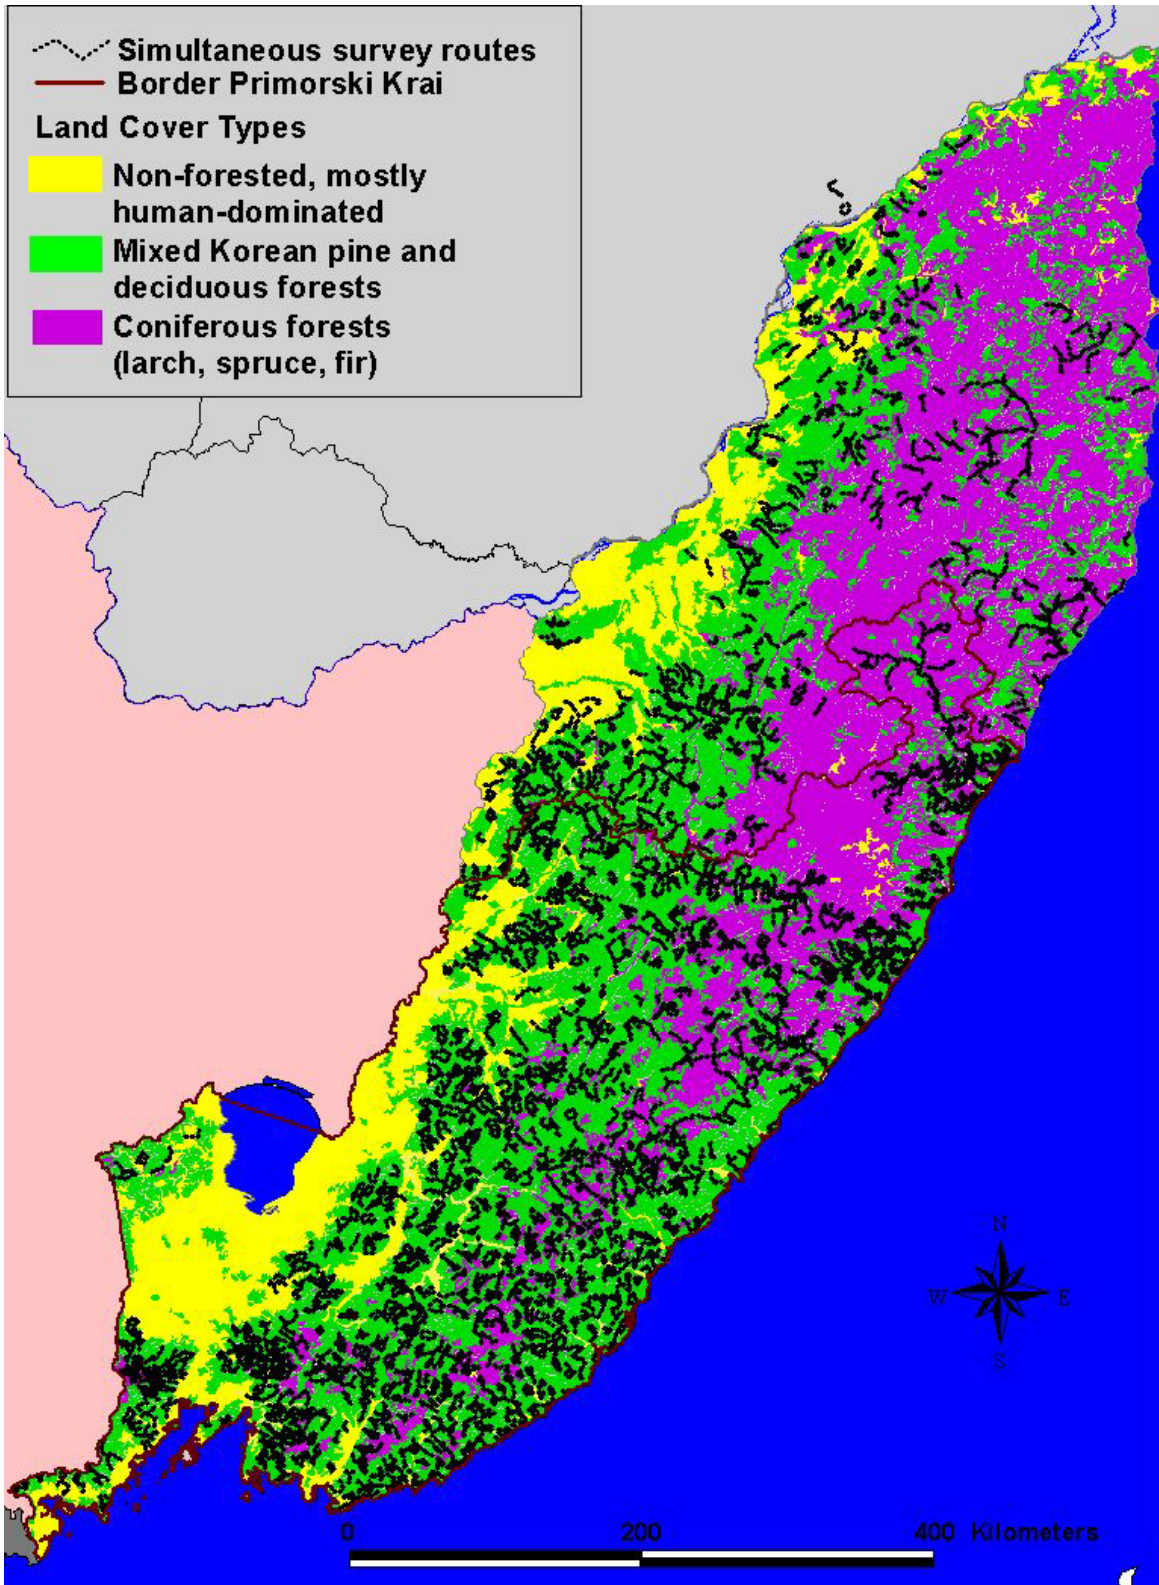 Simultaneous survey routes
Border Primorski Krai
Land Cover Types
Non-forested, mostly
human-dominated
Mixed Korean pine and
deciduous forests
Coniferous forests
(larch, spruce, fir)
N
W E
S
0 200 400 Kilometers